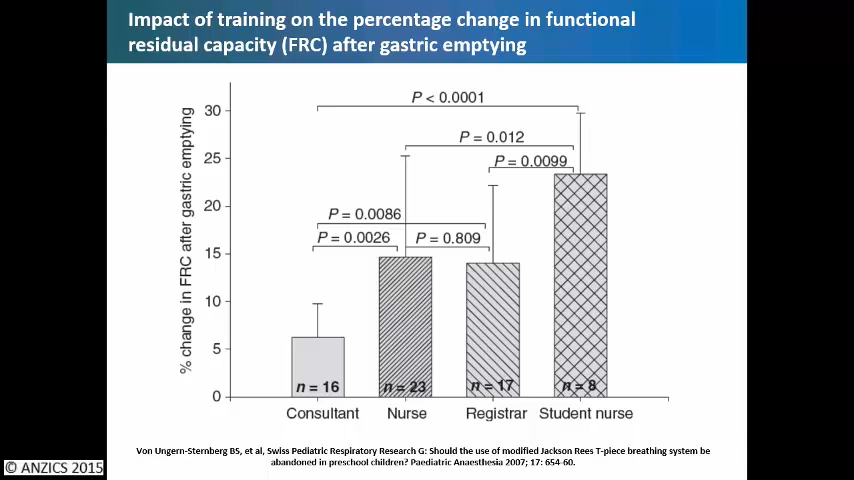 Impact of training on the percentage change in functional
residual capacity (FRC) after gastric emptying
% change in FRC after gastric emptying
30
25
20
15
10
5
0
P < 0.0001
P = 0.012
P = 0.0099
P = 0.0086
P = 0.0026
P = 0.809
n = 16
n = 23
n = 17
n = 8
Consultant
Nurse
Registrar
Student nurse
Von Ungern-Sternberg BS, et al, Swiss Pediatric Respiratory Research G: Should the use of modified Jackson Rees T-piece breathing system be
abandoned in preschool children? Paediatric Anaesthesia 2007; 17: 654-60.
© ANZICS 2015